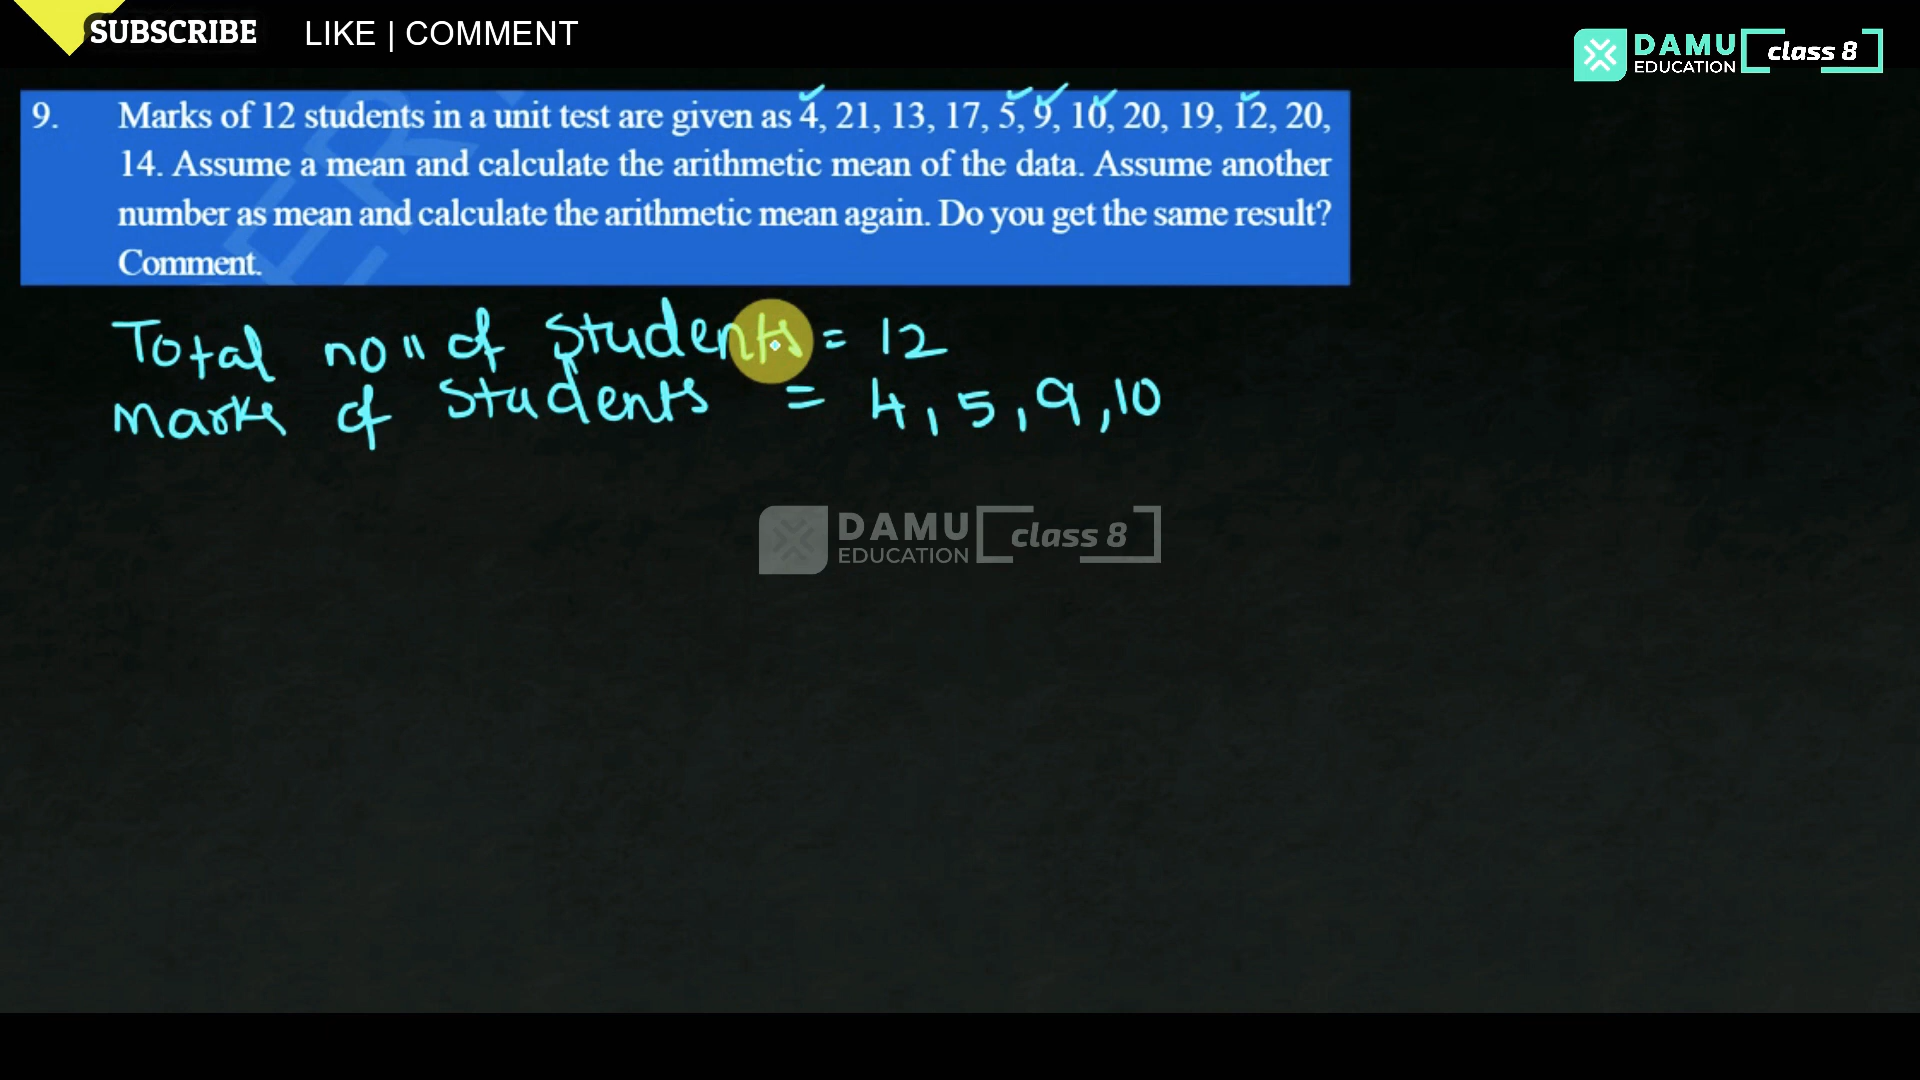 SUBSCRIBE LIKE | COMMENT
DAMU EDUCATION class 8
9. Marks of 12 students in a unit test are given as 4, 21, 13, 17, 5, 9, 10, 20, 19, 12, 20,
14. Assume a mean and calculate the arithmetic mean of the data. Assume another
number as mean and calculate the arithmetic mean again. Do you get the same result?
Comment.
Total no" of students = 12
marks of students = 4, 5, 9, 10
DAMU EDUCATION class 8